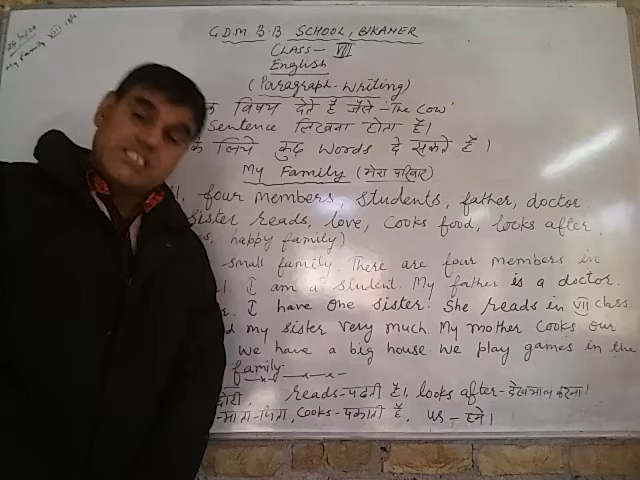 My Family
G.D.M B.B. SCHOOL, BIKANER
CLASS- VII
English
(Paragraph-Writing)
विषय देते हैं जैसे 'The Cow'
Sentence लिखना होता है।
के लिये कुछ words दे सकते हैं।
My Family (मेरा परिवार)
four members, students, father, doctor.
Sister reads, love, cooks food, looks after,
happy family)
small family. There are four members in
I am a student. My father is a doctor.
I have one sister. She reads in VII class
my sister very much. My mother cooks our
we have a big house. We play games in the
family
reads-पढती है। looks after-देखभाल करना।
-माता-पिता, cooks-पकाती है. us-हमे।